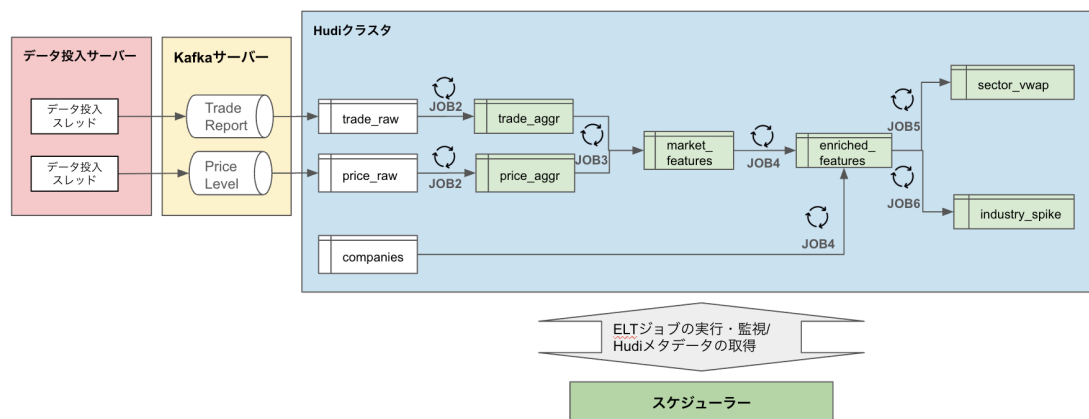 Hudiクラスタ
データ投入サーバー
Kafkaサーバー
データ投入
スレッド
Trade
Report
trade_raw
JOB2
trade_aggr
データ投入
スレッド
Price
Level
price_raw
JOB2
price_aggr
JOB3
market_
features
JOB4
enriched_
features
JOB5
sector_vwap
JOB6
industry_spike
companies
JOB4
ELTジョブの実行・監視/
Hudiメタデータの取得
スケジューラー